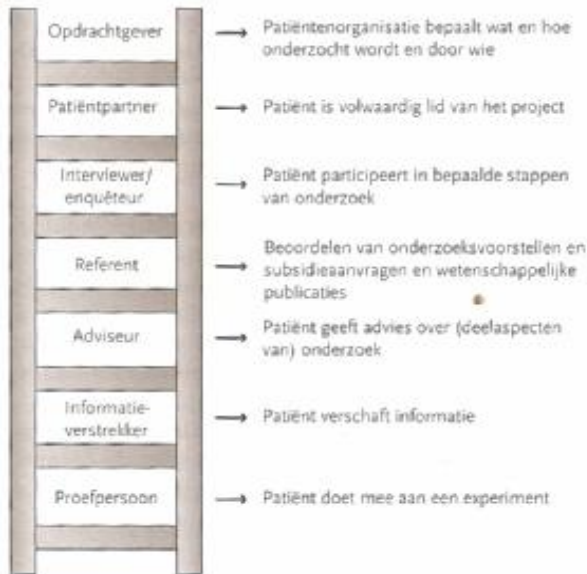 Opdrachtgever
Patiëntenorganisatie bepaalt wat en hoe
onderzocht wordt en door wie
Patiëntpartner
Patiënt is volwaardig lid van het project
Interviewer/
enquêteur
Patiënt participeert in bepaalde stappen
van onderzoek
Referent
Beoordelen van onderzoeksvoorstellen en
subsidieaanvragen en wetenschappelijke
publicaties
Adviseur
Patiënt geeft advies over (deelaspecten
van) onderzoek
Informatie-
verstrekker
Patiënt verschaft informatie
Proefpersoon
Patiënt doet mee aan een experiment